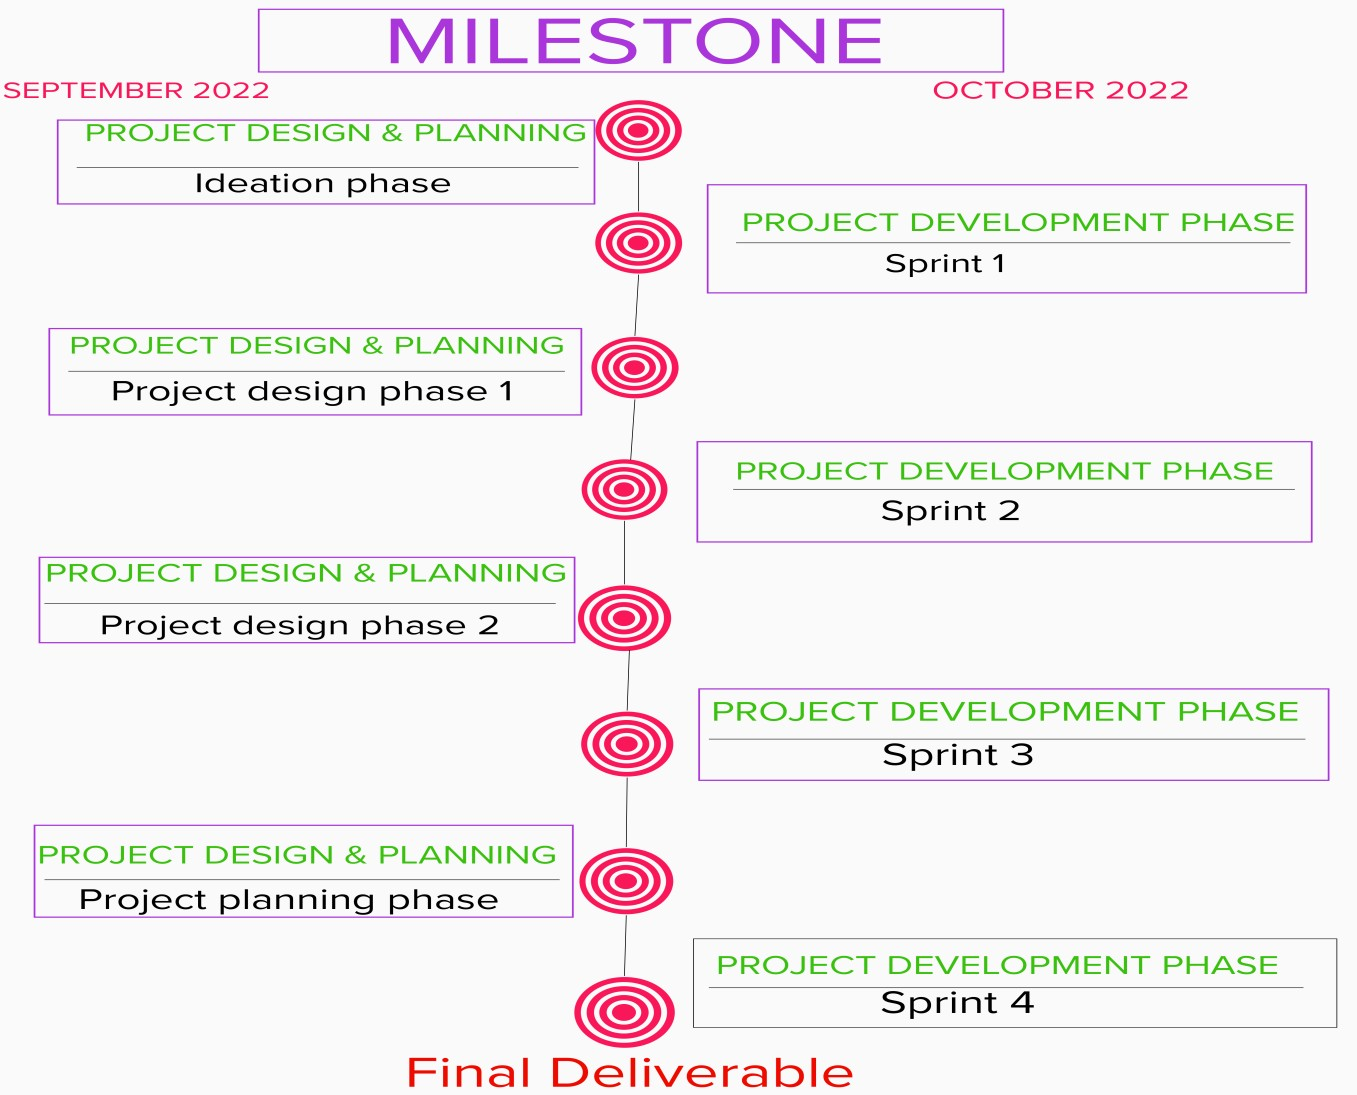 MILESTONE
SEPTEMBER 2022
OCTOBER 2022
PROJECT DESIGN & PLANNING
Ideation phase
PROJECT DEVELOPMENT PHASE
Sprint 1
PROJECT DESIGN & PLANNING
Project design phase 1
PROJECT DEVELOPMENT PHASE
Sprint 2
PROJECT DESIGN & PLANNING
Project design phase 2
PROJECT DEVELOPMENT PHASE
Sprint 3
PROJECT DESIGN & PLANNING
Project planning phase
PROJECT DEVELOPMENT PHASE
Sprint 4
Final Deliverable